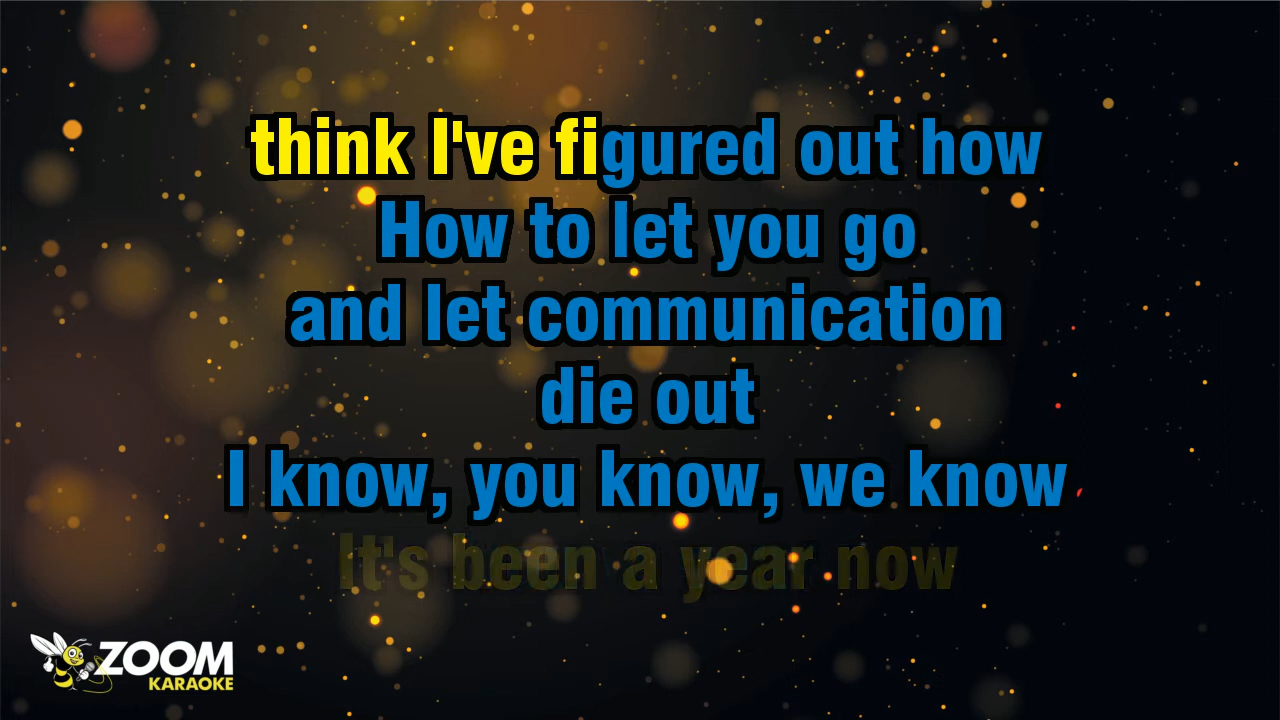 think I've figured out how
How to let you go
and let communication
die out
I know, you know, we know
It's been a year now
ZOOM
KARAOKE